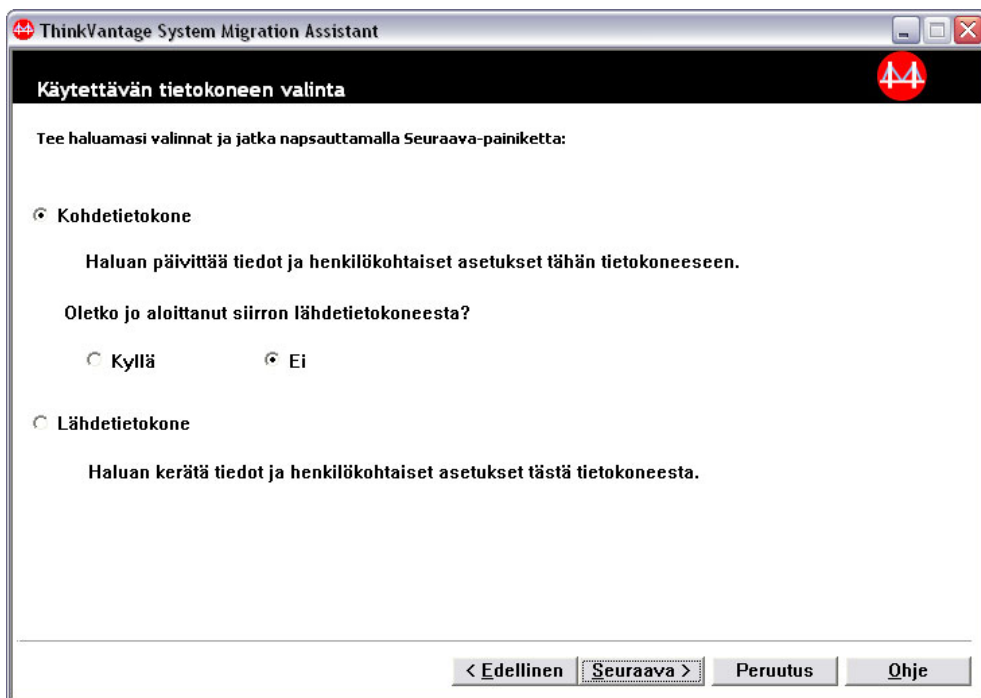 ThinkVantage System Migration Assistant
Käytettävän tietokoneen valinta
Tee haluamasi valinnat ja jatka napsauttamalla Seuraava-painiketta:
Kohdetietokone
Haluan päivittää tiedot ja henkilökohtaiset asetukset tähän tietokoneeseen.
Oletko jo aloittanut siirron lähdetietokoneesta?
Kyllä Ei
Lähdetietokone
Haluan kerätä tiedot ja henkilökohtaiset asetukset tästä tietokoneesta.
< Edellinen Seuraava > Peruutus Ohje